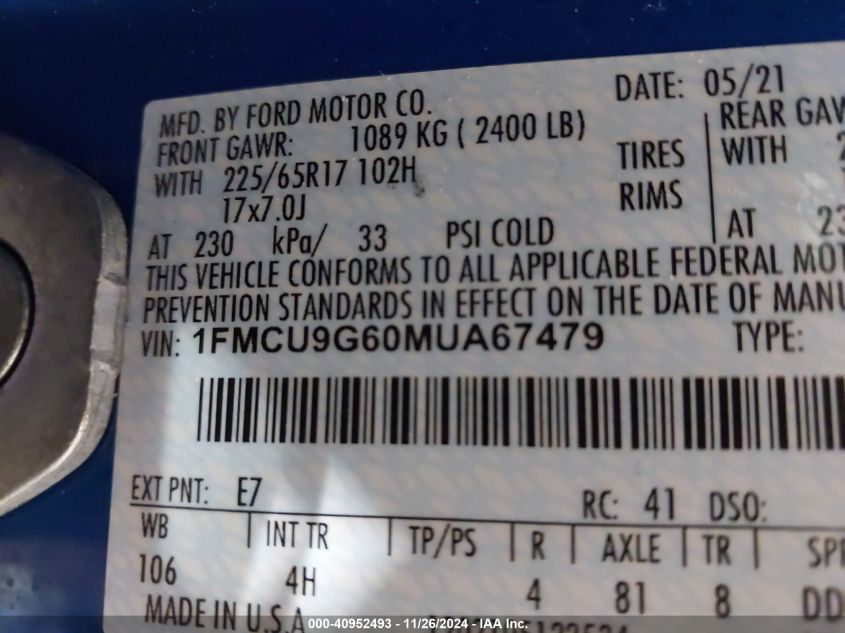 MFD. BY FORD MOTOR CO. DATE: 05/21
FRONT GAWR: 1089 KG ( 2400 LB) REAR
WITH 225/65R17 102H TIRES WITH
17x7.0J RIMS
AT 230 kPa/ 33 PSI COLD AT
THIS VEHICLE CONFORMS TO ALL APPLICABLE FEDERAL
PREVENTION STANDARDS IN EFFECT ON THE DATE OF
VIN: 1FMCU9G60MUA67479 TYPE:
EXT PNT: E7 RC: 41 DSO:
WB INT TR TP/PS R AXLE TR
106 4H 4 81 8
MADE IN U.S.A
000-40952493 - 11/26/2024 - IAA, Inc.